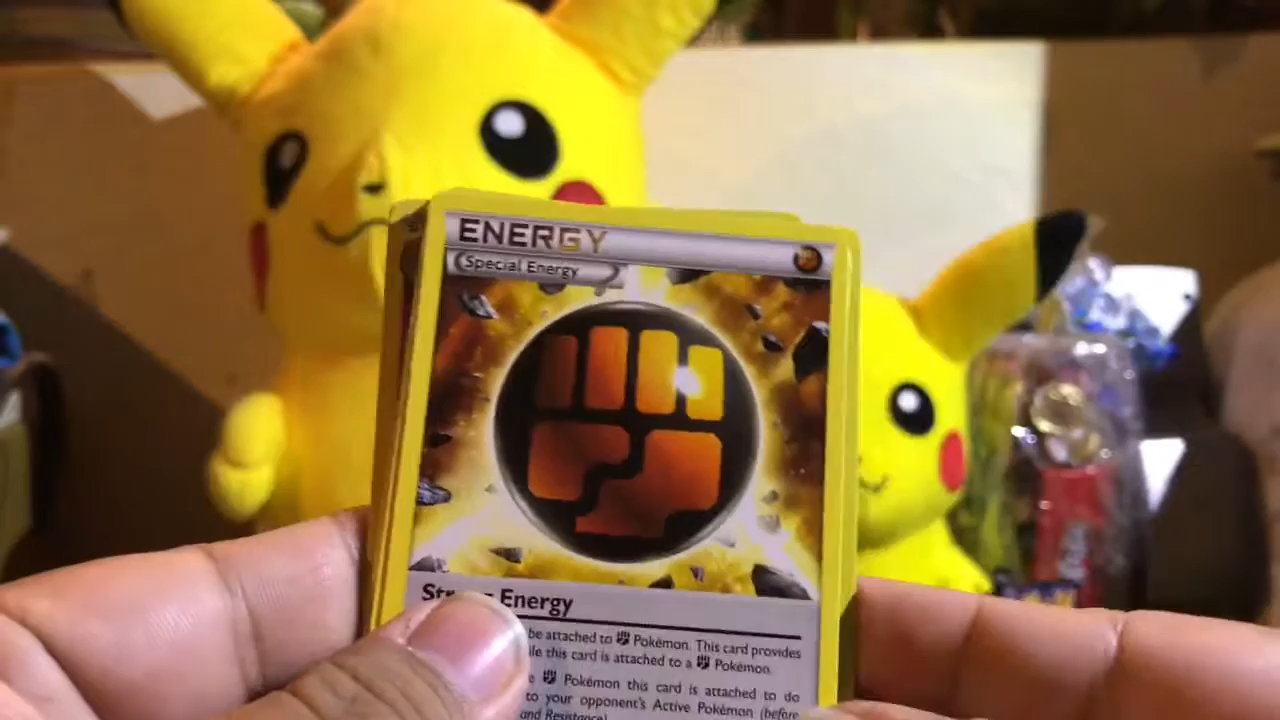 ENERGY
Special Energy
Energy
be attached to Pokémon. This card provides
this card is attached to a Pokémon.
Pokémon this card is attached to do
to your opponent's Active Pokémon (before
and Resistance)